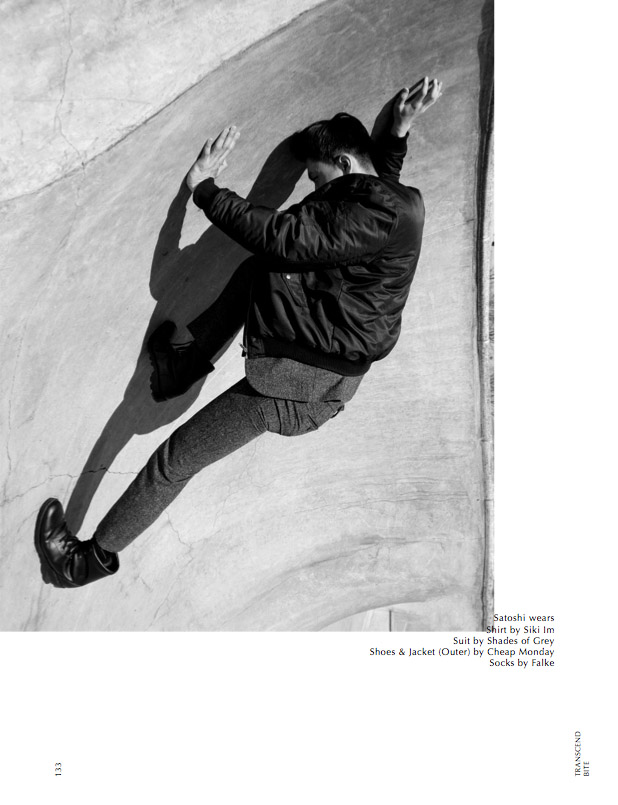 Satoshi wears
Shirt by Siki Im
Suit by Shades of Grey
Shoes & Jacket (Outer) by Cheap Monday
Socks by Falke
133
TRANSCEND
BITE